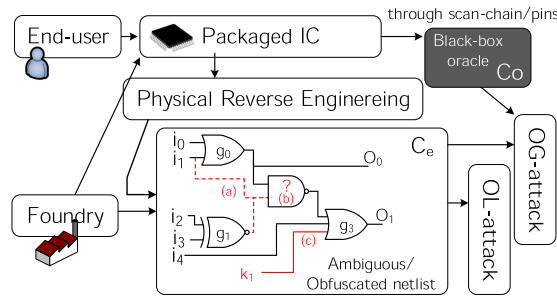 through scan-chain/pins
End-user
Packaged IC
Black-box
oracle
Co
Physical Reverse Enginereing
i0
i1
g0
Ce
O0
(a)
?
(b)
OG-attack
OL-attack
Foundry
i2
i3
g1
g3
O1
i4
(c)
k1
Ambiguous/
Obfuscated netlist